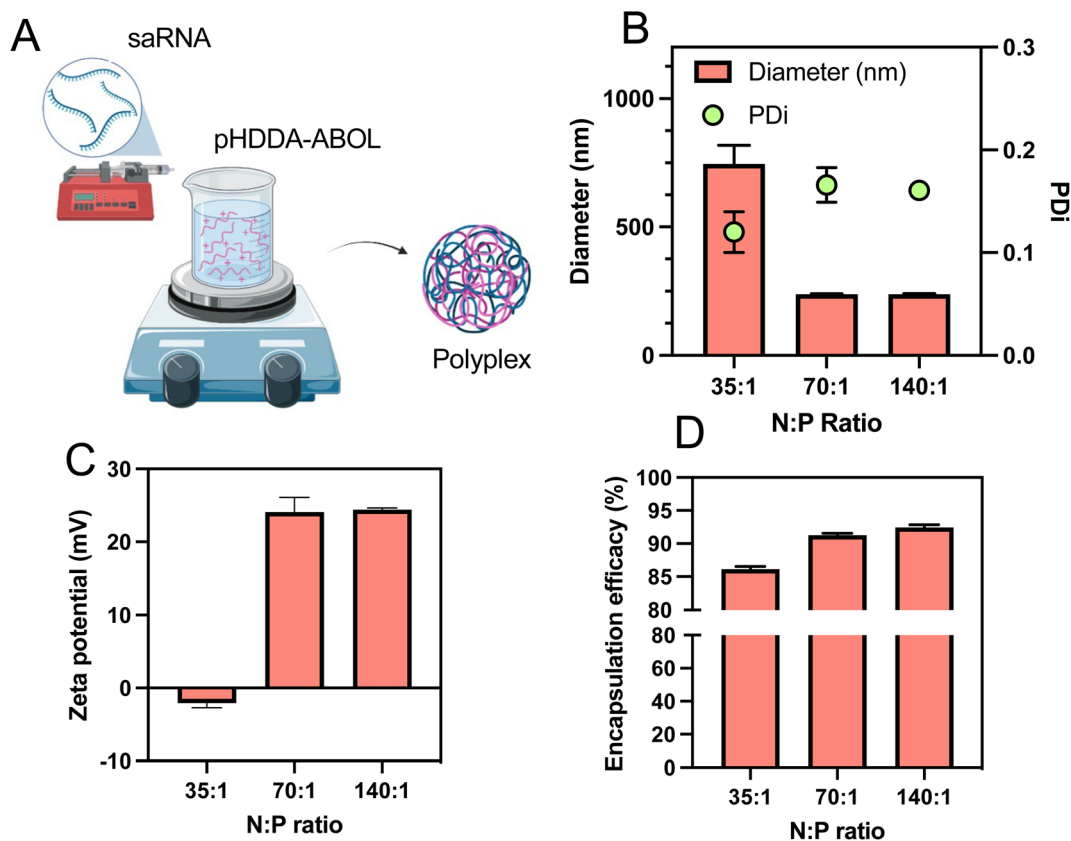 A
saRNA
pHDDA-ABOL
Polyplex
B
Diameter (nm)
PDi
1000
500
0
Diameter (nm)
0.3
0.2
0.1
0.0
PDi
35:1
70:1
140:1
N:P Ratio
C
30
20
10
0
-10
Zeta potential (mV)
35:1
70:1
140:1
N:P ratio
D
100
95
90
85
80
80
60
40
20
0
Encapsulation efficacy (%)
35:1
70:1
140:1
N:P ratio